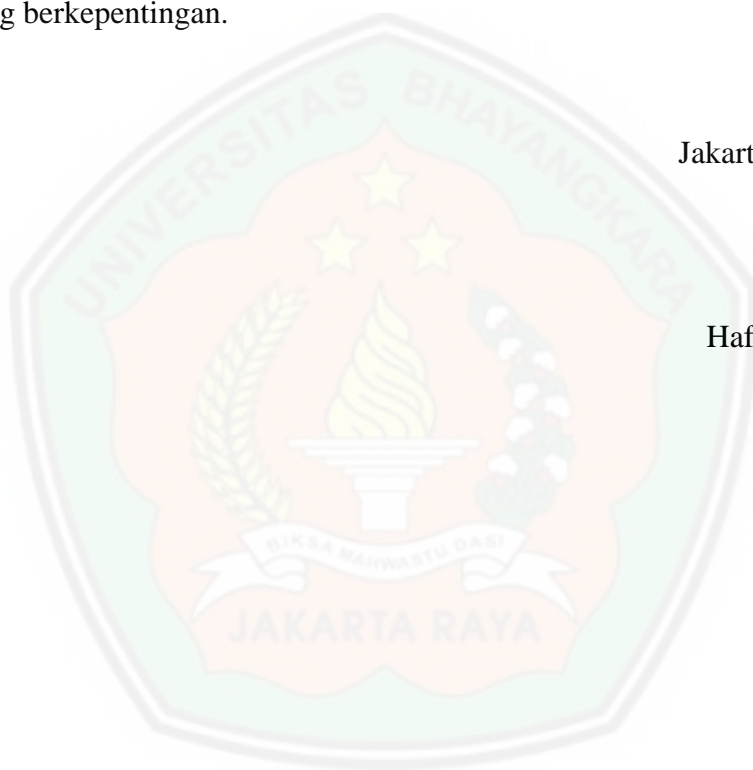 g berkepentingan.
UNIVERSITAS BHAYANGKARA
Jakart
Haf
BIKSA MAHWASTU DASI
JAKARTA RAYA